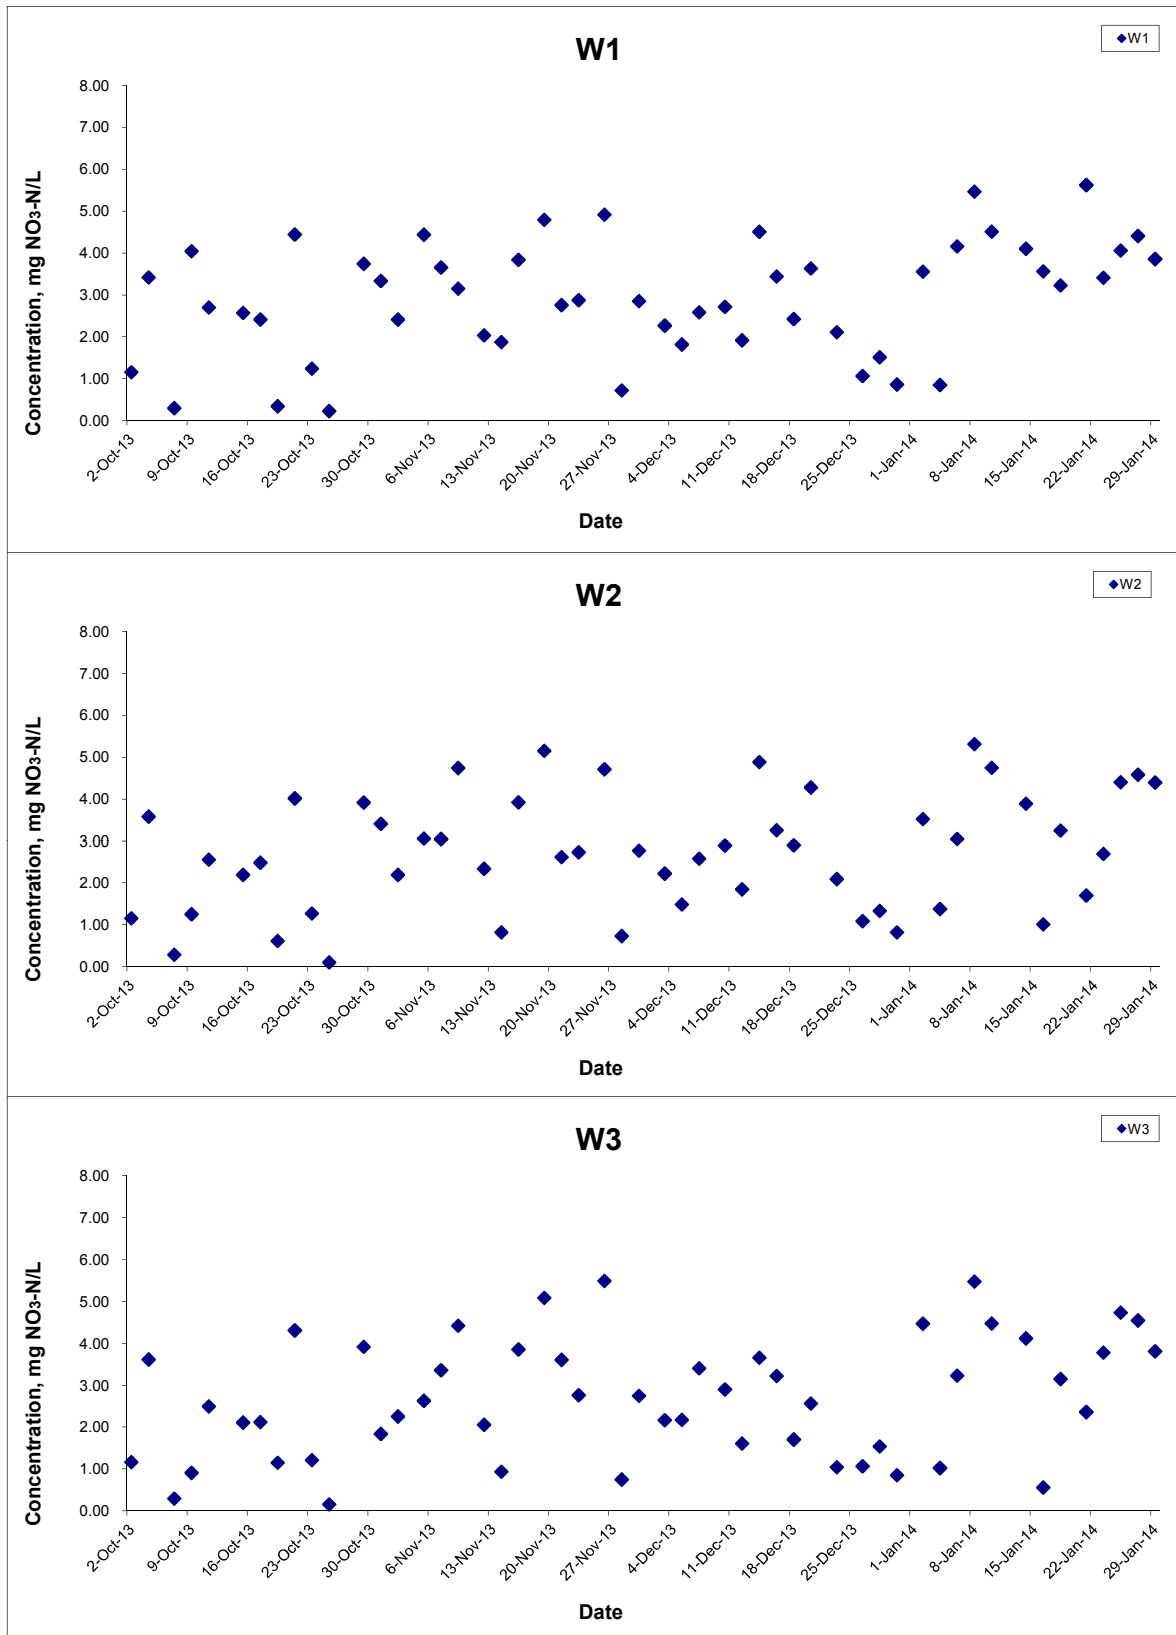 W1
W1
Concentration, mg NO3-N/L
8.00
7.00
6.00
5.00
4.00
3.00
2.00
1.00
0.00
2-Oct-13
9-Oct-13
16-Oct-13
23-Oct-13
30-Oct-13
6-Nov-13
13-Nov-13
20-Nov-13
27-Nov-13
4-Dec-13
11-Dec-13
18-Dec-13
25-Dec-13
1-Jan-14
8-Jan-14
15-Jan-14
22-Jan-14
29-Jan-14
Date
W2
W2
Concentration, mg NO3-N/L
8.00
7.00
6.00
5.00
4.00
3.00
2.00
1.00
0.00
2-Oct-13
9-Oct-13
16-Oct-13
23-Oct-13
30-Oct-13
6-Nov-13
13-Nov-13
20-Nov-13
27-Nov-13
4-Dec-13
11-Dec-13
18-Dec-13
25-Dec-13
1-Jan-14
8-Jan-14
15-Jan-14
22-Jan-14
29-Jan-14
Date
W3
W3
Concentration, mg NO3-N/L
8.00
7.00
6.00
5.00
4.00
3.00
2.00
1.00
0.00
2-Oct-13
9-Oct-13
16-Oct-13
23-Oct-13
30-Oct-13
6-Nov-13
13-Nov-13
20-Nov-13
27-Nov-13
4-Dec-13
11-Dec-13
18-Dec-13
25-Dec-13
1-Jan-14
8-Jan-14
15-Jan-14
22-Jan-14
29-Jan-14
Date